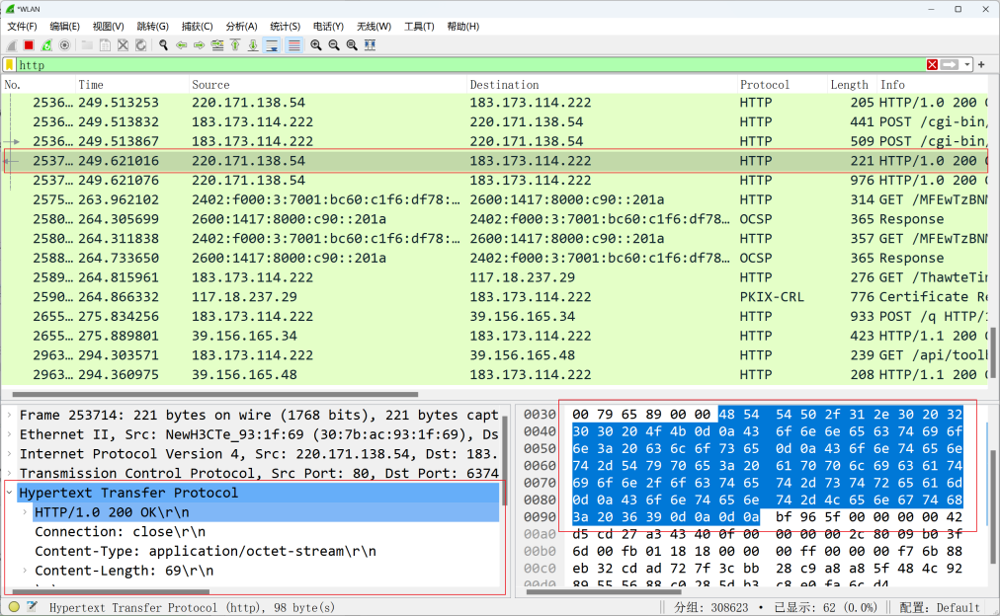 *WLAN
文件(F) 编辑(E) 视图(V) 跳转(G) 捕获(C) 分析(A) 统计(S) 电话(Y) 无线(W) 工具(T) 帮助(H)
http
No. Time Source Destination Protocol Length Info
2536… 249.513253 220.171.138.54 183.173.114.222 HTTP 205 HTTP/1.0 200
2536… 249.513832 183.173.114.222 220.171.138.54 HTTP 441 POST /cgi-bin/
2536… 249.513867 183.173.114.222 220.171.138.54 HTTP 509 POST /cgi-bin/
2537… 249.621016 220.171.138.54 183.173.114.222 HTTP 221 HTTP/1.0 200
2537… 249.621076 220.171.138.54 183.173.114.222 HTTP 976 HTTP/1.0 200
2575… 263.962102 2402:f000:3:7001:bc60:c1f6:df78:… 2600:1417:8000:c90::201a HTTP 314 GET /MFEwTzBN
2580… 264.305699 2600:1417:8000:c90::201a 2402:f000:3:7001:bc60:c1f6:df78… OCSP 365 Response
2580… 264.311838 2402:f000:3:7001:bc60:c1f6:df78:… 2600:1417:8000:c90::201a HTTP 357 GET /MFEwTzBN
2588… 264.733650 2600:1417:8000:c90::201a 2402:f000:3:7001:bc60:c1f6:df78… OCSP 365 Response
2589… 264.815961 183.173.114.222 117.18.237.29 HTTP 276 GET /ThawteTi
2590… 264.866332 117.18.237.29 183.173.114.222 PKIX-CRL 776 Certificate Re
2655… 275.834256 183.173.114.222 39.156.165.34 HTTP 933 POST /q HTTP/1
2655… 275.889801 39.156.165.34 183.173.114.222 HTTP 423 HTTP/1.1 200
2963… 294.303571 183.173.114.222 39.156.165.48 HTTP 239 GET /api/tool
2963… 294.360975 39.156.165.48 183.173.114.222 HTTP 208 HTTP/1.1 200
Frame 253714: 221 bytes on wire (1768 bits), 221 bytes capt
Ethernet II, Src: NewH3CTe_93:1f:69 (30:7b:ac:93:1f:69), Ds
Internet Protocol Version 4, Src: 220.171.138.54, Dst: 183.
Transmission Control Protocol, Src Port: 80, Dst Port: 6374
Hypertext Transfer Protocol
HTTP/1.0 200 OK\r\n
Connection: close\r\n
Content-Type: application/octet-stream\r\n
Content-Length: 69\r\n
0030 00 79 65 89 00 00 48 54 54 50 2f 31 2e 30 20 32
0040 30 30 20 4f 4b 0d 0a 43 6f 6e 6e 65 63 74 69 6f
0050 6e 3a 20 63 6c 6f 73 65 0d 0a 43 6f 6e 74 65 6e
0060 74 2d 54 79 70 65 3a 20 61 70 70 6c 69 63 61 74
0070 69 6f 6e 2f 6f 63 74 65 74 2d 73 74 72 65 61 6d
0080 0d 0a 43 6f 6e 74 65 6e 74 2d 4c 65 6e 67 74 68
0090 3a 20 36 39 0d 0a 0d 0a bf 96 5f 00 00 00 00 42
00a0 d5 cd 27 a3 43 40 0f 00 00 00 00 2c 80 09 b0 3f
00b0 6d 00 fb 01 18 18 00 00 00 ff 00 00 00 f7 6b 88
00c0 eb 32 cd ad 72 7f 3c bb 28 c9 a8 a8 5f 48 4c 92
00d0 89 55 56 88 c0 28 5d b3 c8 e0 fa 6c d4
Hypertext Transfer Protocol (http), 98 byte(s) 分组: 308623 • 已显示: 62 (0.0%) 配置: Default